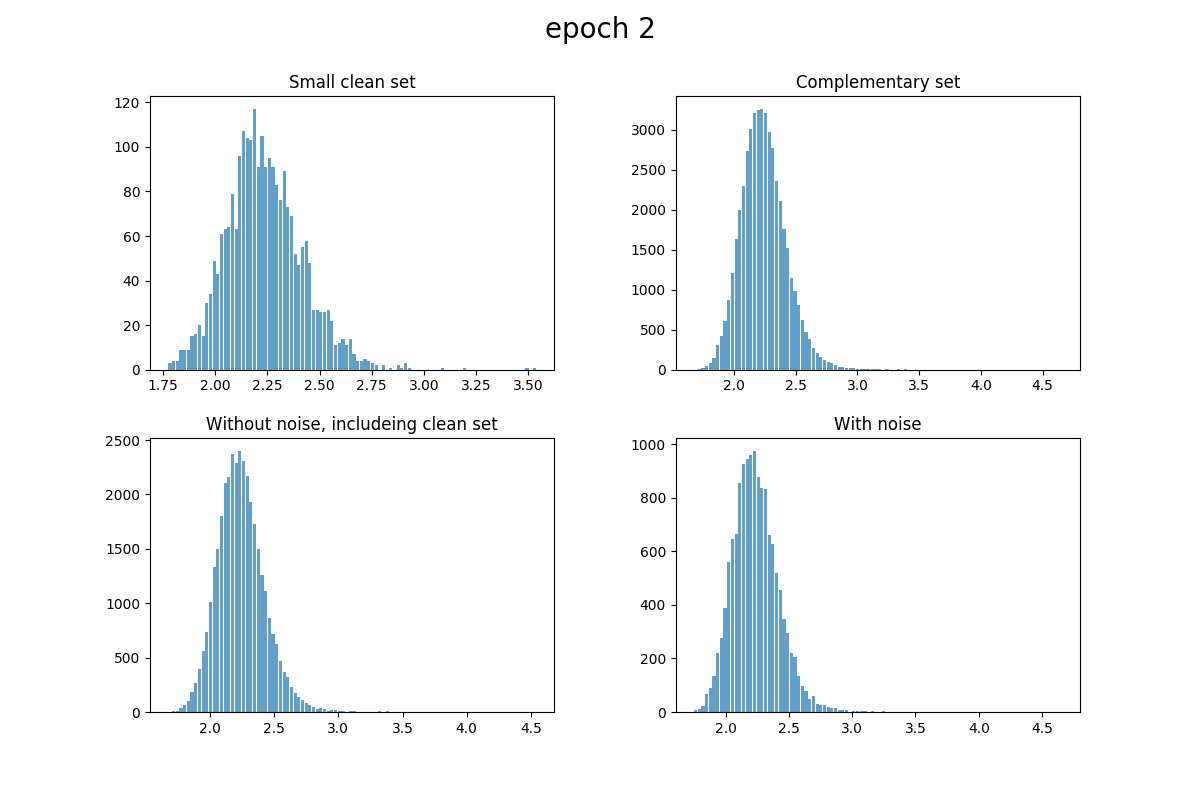 epoch 2
Small clean set
120
100
80
60
40
20
0
1.75 2.00 2.25 2.50 2.75 3.00 3.25 3.50
Complementary set
3000
2500
2000
1500
1000
500
0
2.0 2.5 3.0 3.5 4.0 4.5
Without noise, includeing clean set
2500
2000
1500
1000
500
0
2.0 2.5 3.0 3.5 4.0 4.5
With noise
1000
800
600
400
200
0
2.0 2.5 3.0 3.5 4.0 4.5